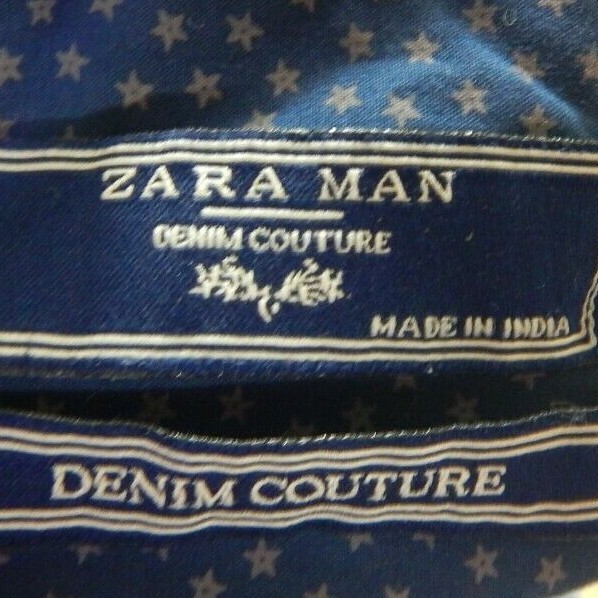 ZARA MAN
DENIM COUTURE
MADE IN INDIA
DENIM COUTURE